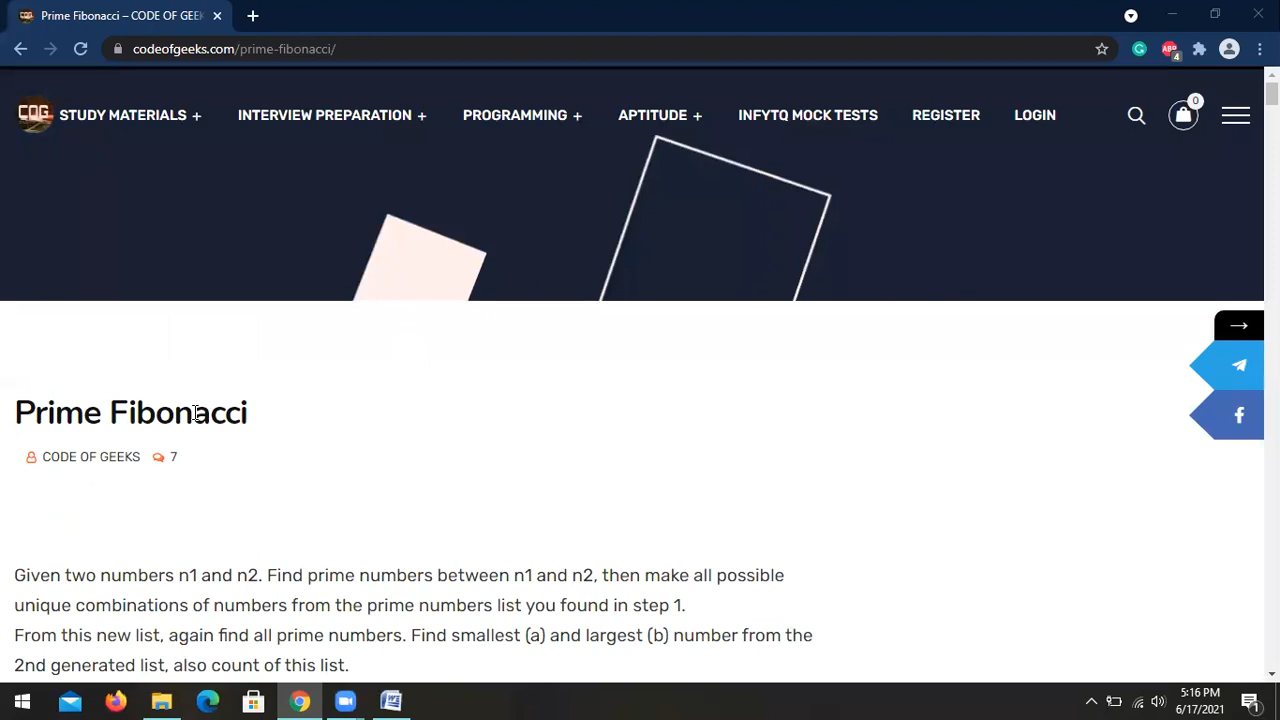 Prime Fibonacci – CODE OF GEEK
codeofgeeks.com/prime-fibonacci/
ABP
4
COG
STUDY MATERIALS +
INTERVIEW PREPARATION +
PROGRAMMING +
APTITUDE +
INFYTQ MOCK TESTS
REGISTER
LOGIN
0
Prime Fibonacci
CODE OF GEEKS
7
Given two numbers n1 and n2. Find prime numbers between n1 and n2, then make all possible
unique combinations of numbers from the prime numbers list you found in step 1.
From this new list, again find all prime numbers. Find smallest (a) and largest (b) number from the
2nd generated list, also count of this list.
5:16 PM
6/17/2021
1